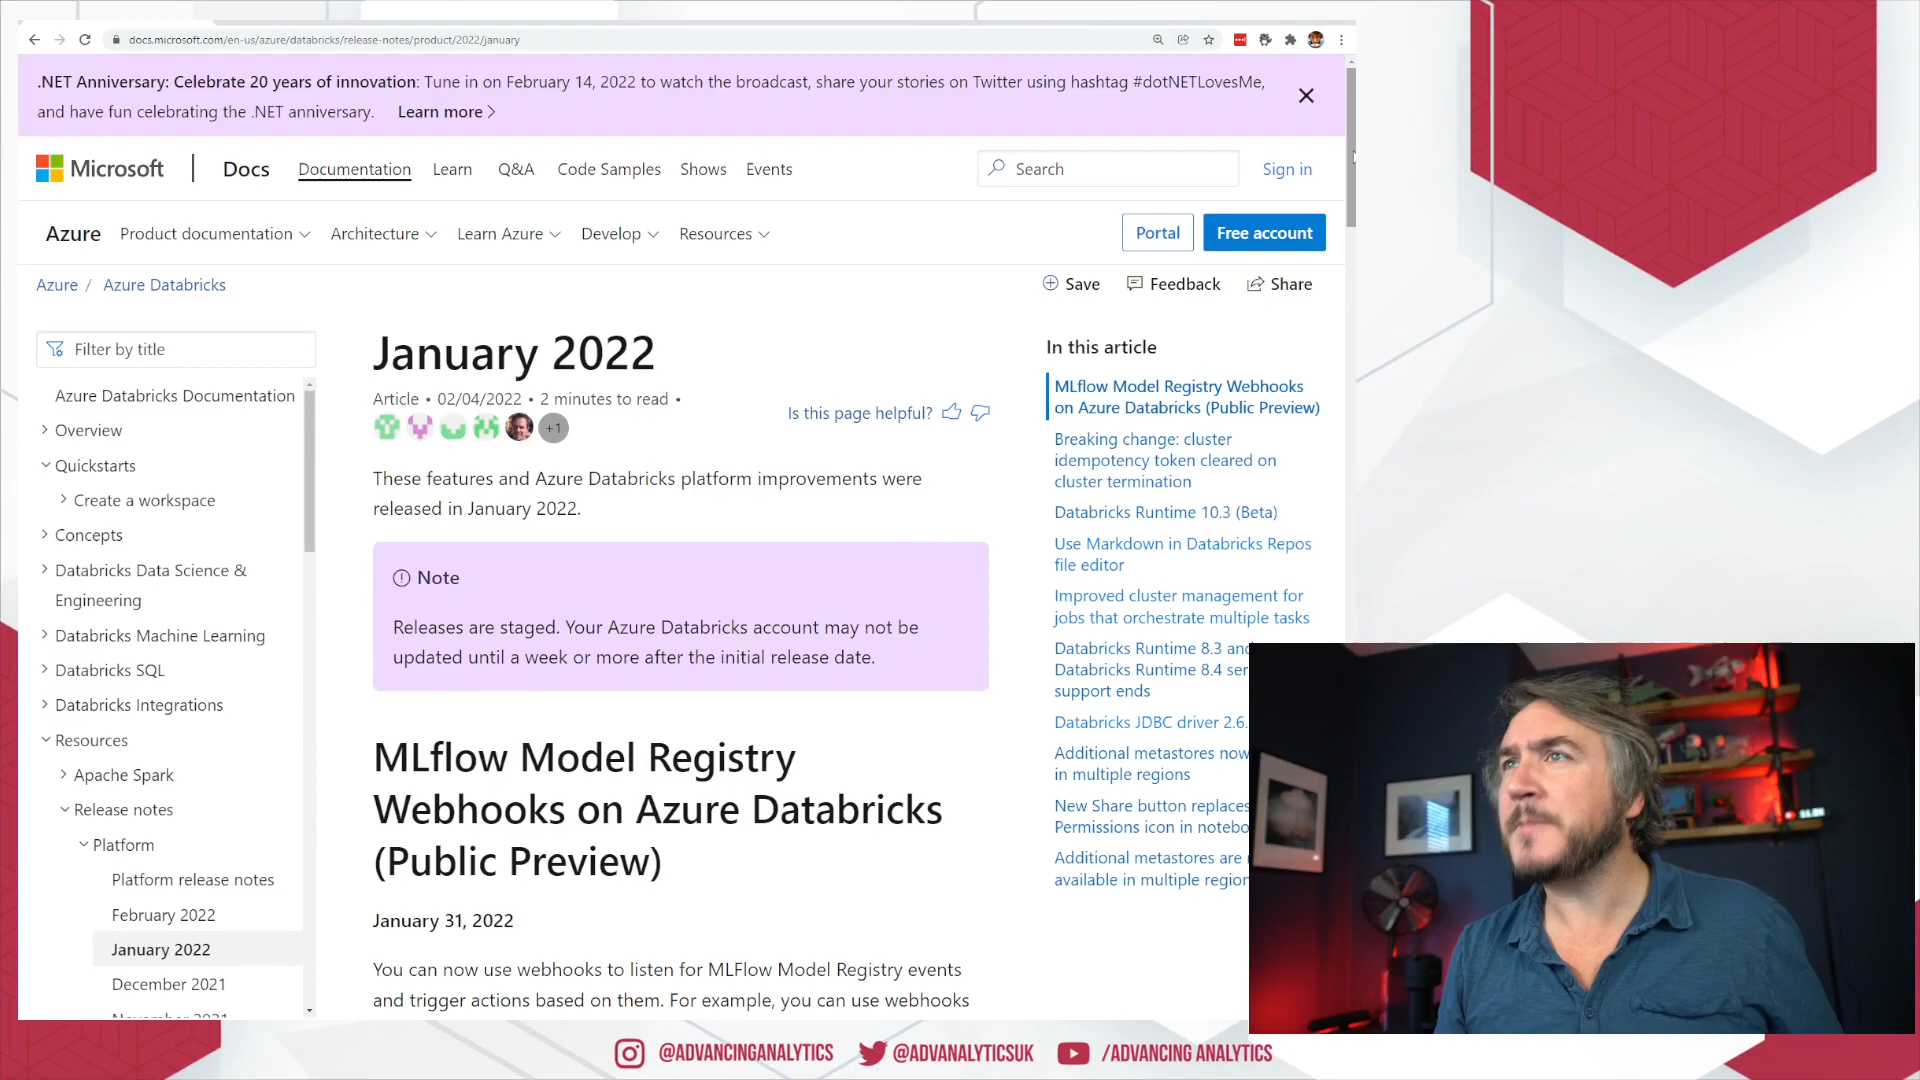 docs.microsoft.com/en-us/azure/databricks/release-notes/product/2022/january
.NET Anniversary: Celebrate 20 years of innovation: Tune in on February 14, 2022 to watch the broadcast, share your stories on Twitter using hashtag #dotNETLovesMe,
and have fun celebrating the .NET anniversary. Learn more
Microsoft Docs Documentation Learn Q&A Code Samples Shows Events Search Sign in
Azure Product documentation Architecture Learn Azure Develop Resources Portal Free account
Azure / Azure Databricks
Save Feedback Share
Filter by title
Azure Databricks Documentation
Overview
Quickstarts
Create a workspace
Concepts
Databricks Data Science &
Engineering
Databricks Machine Learning
Databricks SQL
Databricks Integrations
Resources
Apache Spark
Release notes
Platform
Platform release notes
February 2022
January 2022
December 2021
November 2021
January 2022
Article • 02/04/2022 • 2 minutes to read •
+1
Is this page helpful?
These features and Azure Databricks platform improvements were
released in January 2022.
Note
Releases are staged. Your Azure Databricks account may not be
updated until a week or more after the initial release date.
MLflow Model Registry
Webhooks on Azure Databricks
(Public Preview)
January 31, 2022
You can now use webhooks to listen for MLFlow Model Registry events
and trigger actions based on them. For example, you can use webhooks
In this article
MLflow Model Registry Webhooks
on Azure Databricks (Public Preview)
Breaking change: cluster
idempotency token cleared on
cluster termination
Databricks Runtime 10.3 (Beta)
Use Markdown in Databricks Repos
file editor
Improved cluster management for
jobs that orchestrate multiple tasks
Databricks Runtime 8.3 and
Databricks Runtime 8.4 ser
support ends
Databricks JDBC driver 2.6.
Additional metastores now
in multiple regions
New Share button replaces
Permissions icon in notebo
Additional metastores are
available in multiple region
@ADVANCINGANALYTICS @ADVANALYTICSUK /ADVANCING ANALYTICS